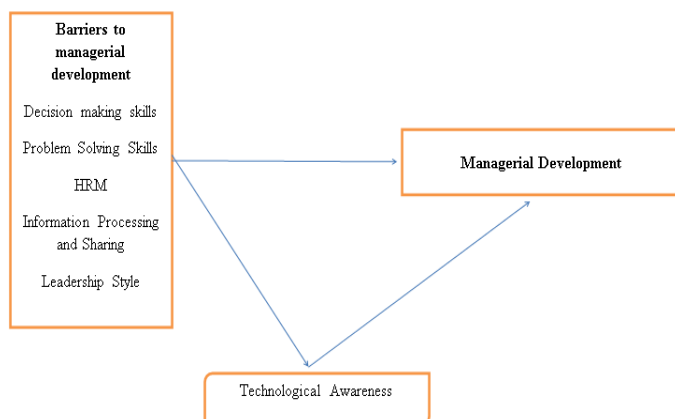 Barriers to
managerial
development
Decision making skills
Problem Solving Skills
HRM
Information Processing
and Sharing
Leadership Style
Managerial Development
Technological Awareness